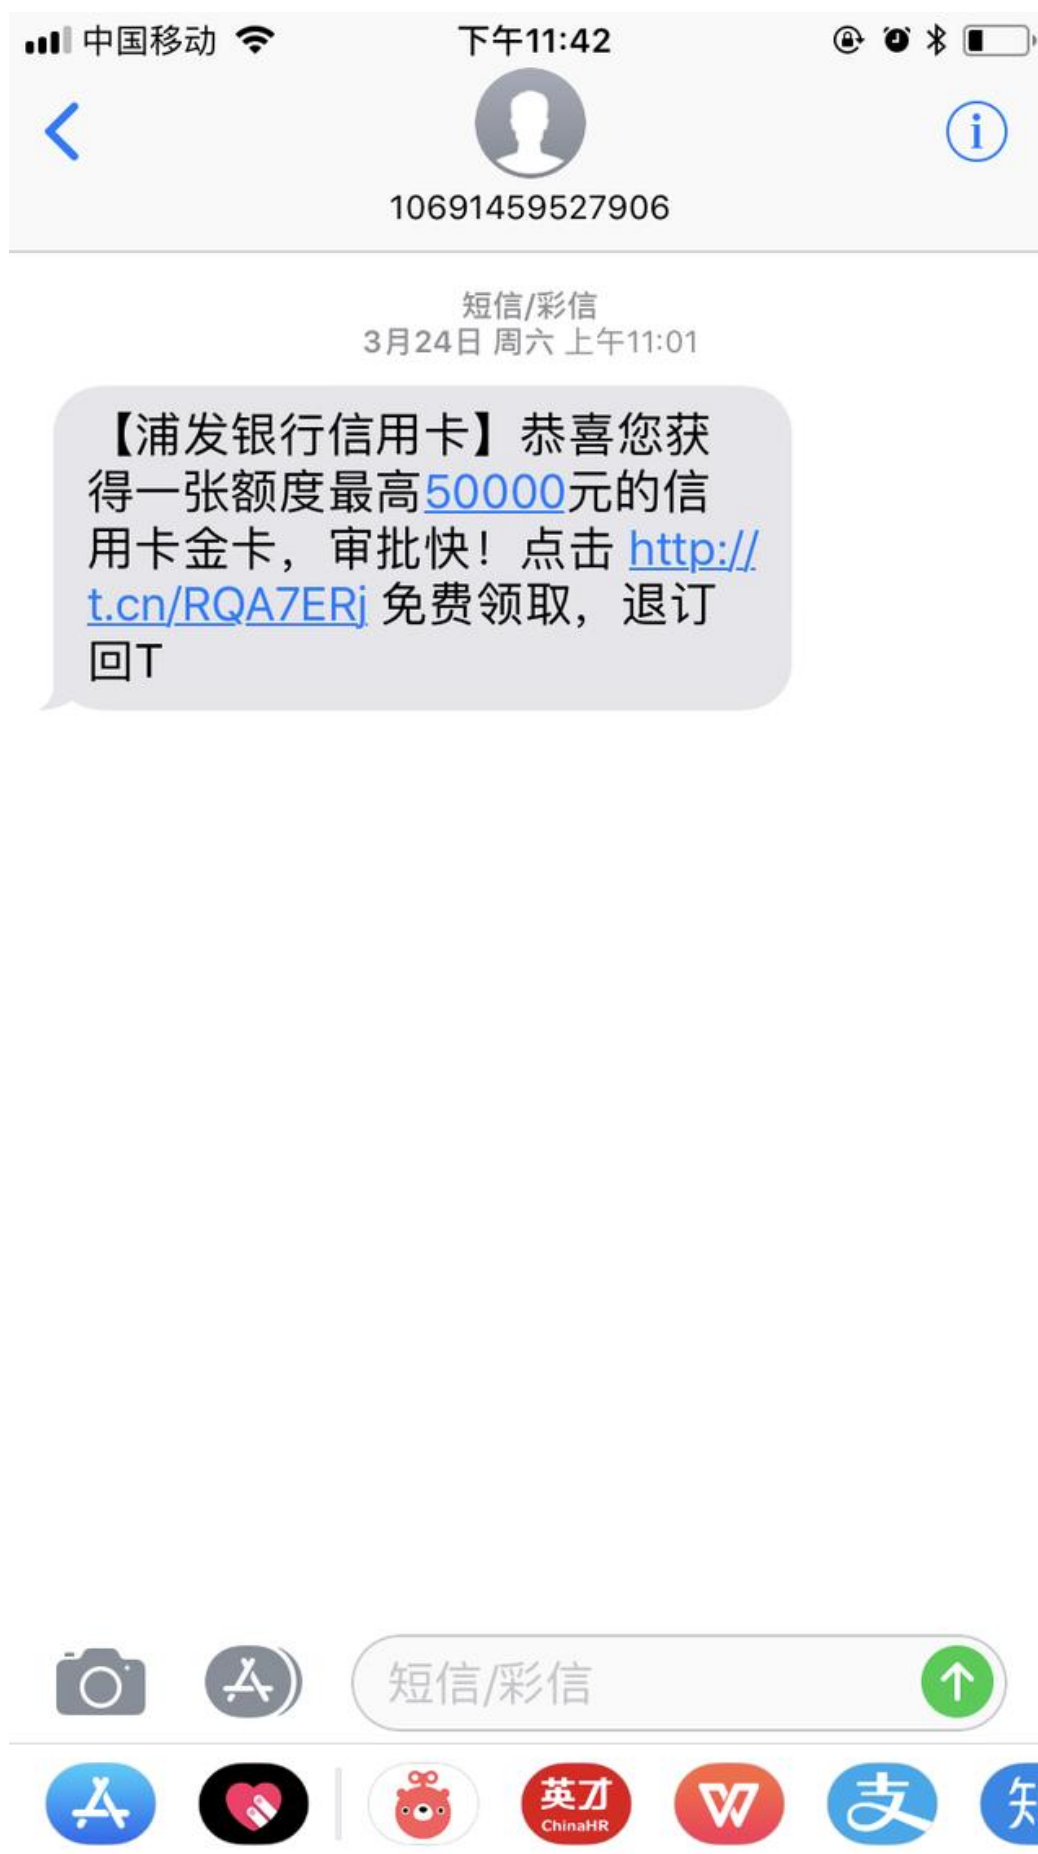 中国移动
下午11:42
10691459527906
短信/彩信
3月24日 周六 上午11:01
【浦发银行信用卡】恭喜您获
得一张额度最高50000元的信
用卡金卡，审批快！点击 http://
t.cn/RQA7ERj 免费领取，退订
回T
短信/彩信
英才
ChinaHR
支